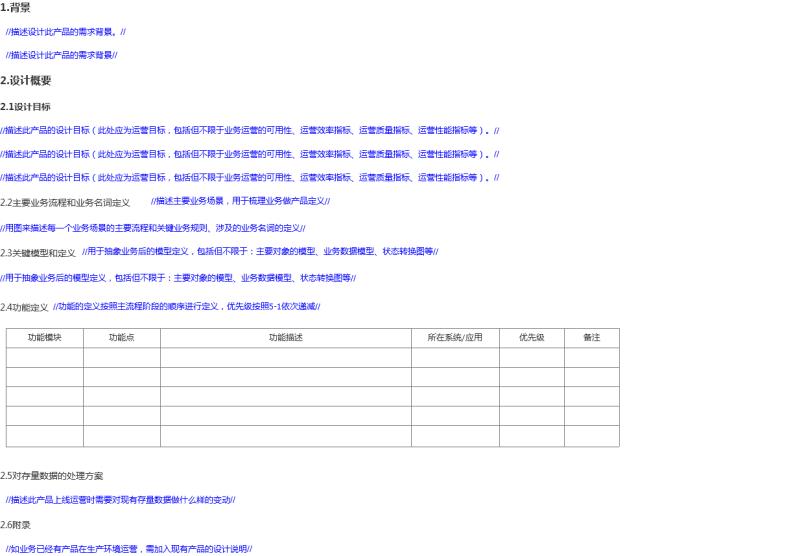 1.背景
//描述设计此产品的需求背景。//
//描述设计此产品的需求背景//
2.设计概要
2.1设计目标
//描述此产品的设计目标（此处应为运营目标，包括但不限于业务运营的可用性、运营效率指标、运营质量指标、运营性能指标等）。//
//描述此产品的设计目标（此处应为运营目标，包括但不限于业务运营的可用性、运营效率指标、运营质量指标、运营性能指标等）。//
//描述此产品的设计目标（此处应为运营目标，包括但不限于业务运营的可用性、运营效率指标、运营质量指标、运营性能指标等）。//
2.2主要业务流程和业务名词定义 //描述主要业务场景，用于梳理业务做产品定义//
//用图来描述每一个业务场景的主要流程和关键业务规则、涉及的业务名词的定义//
2.3关键模型和定义 //用于抽象业务后的模型定义，包括但不限于：主要对象的模型、业务数据模型、状态转换图等//
//用于抽象业务后的模型定义，包括但不限于：主要对象的模型、业务数据模型、状态转换图等//
2.4功能定义 //功能的定义按照主流程阶段的顺序进行定义，优先级按照5-1依次递减//
功能模块 功能点 功能描述 所在系统/应用 优先级 备注
2.5对存量数据的处理方案
//描述此产品上线运营时需要对现有存量数据做什么样的变动//
2.6附录
//如业务已经有产品在生产环境运营，需加入现有产品的设计说明//